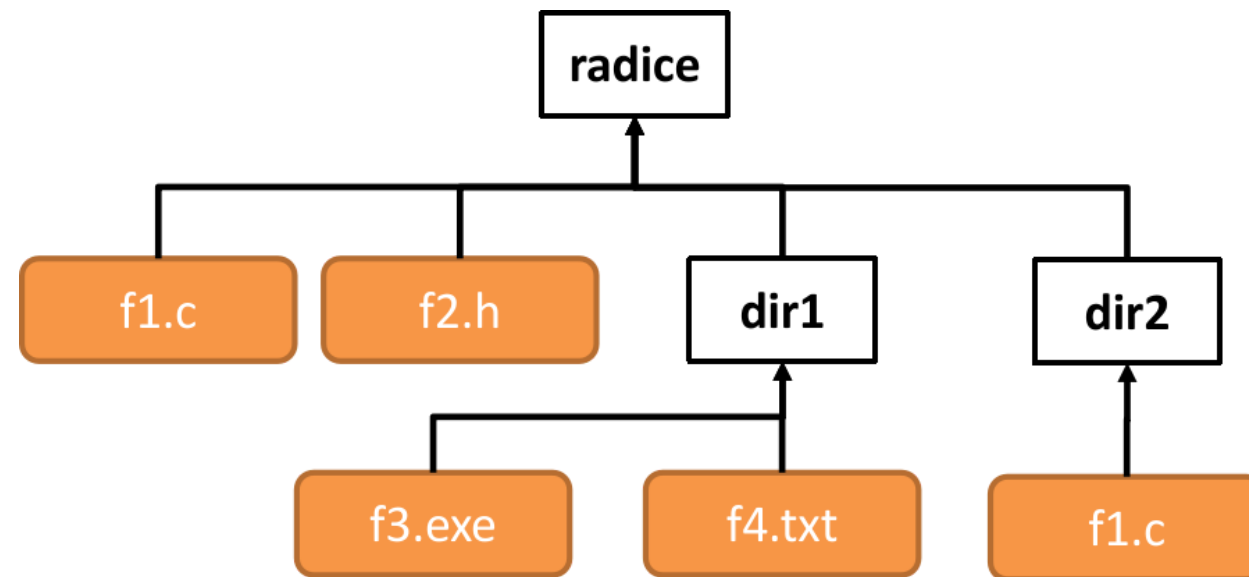 radice
f1.c
f2.h
dir1
dir2
f3.exe
f4.txt
f1.c